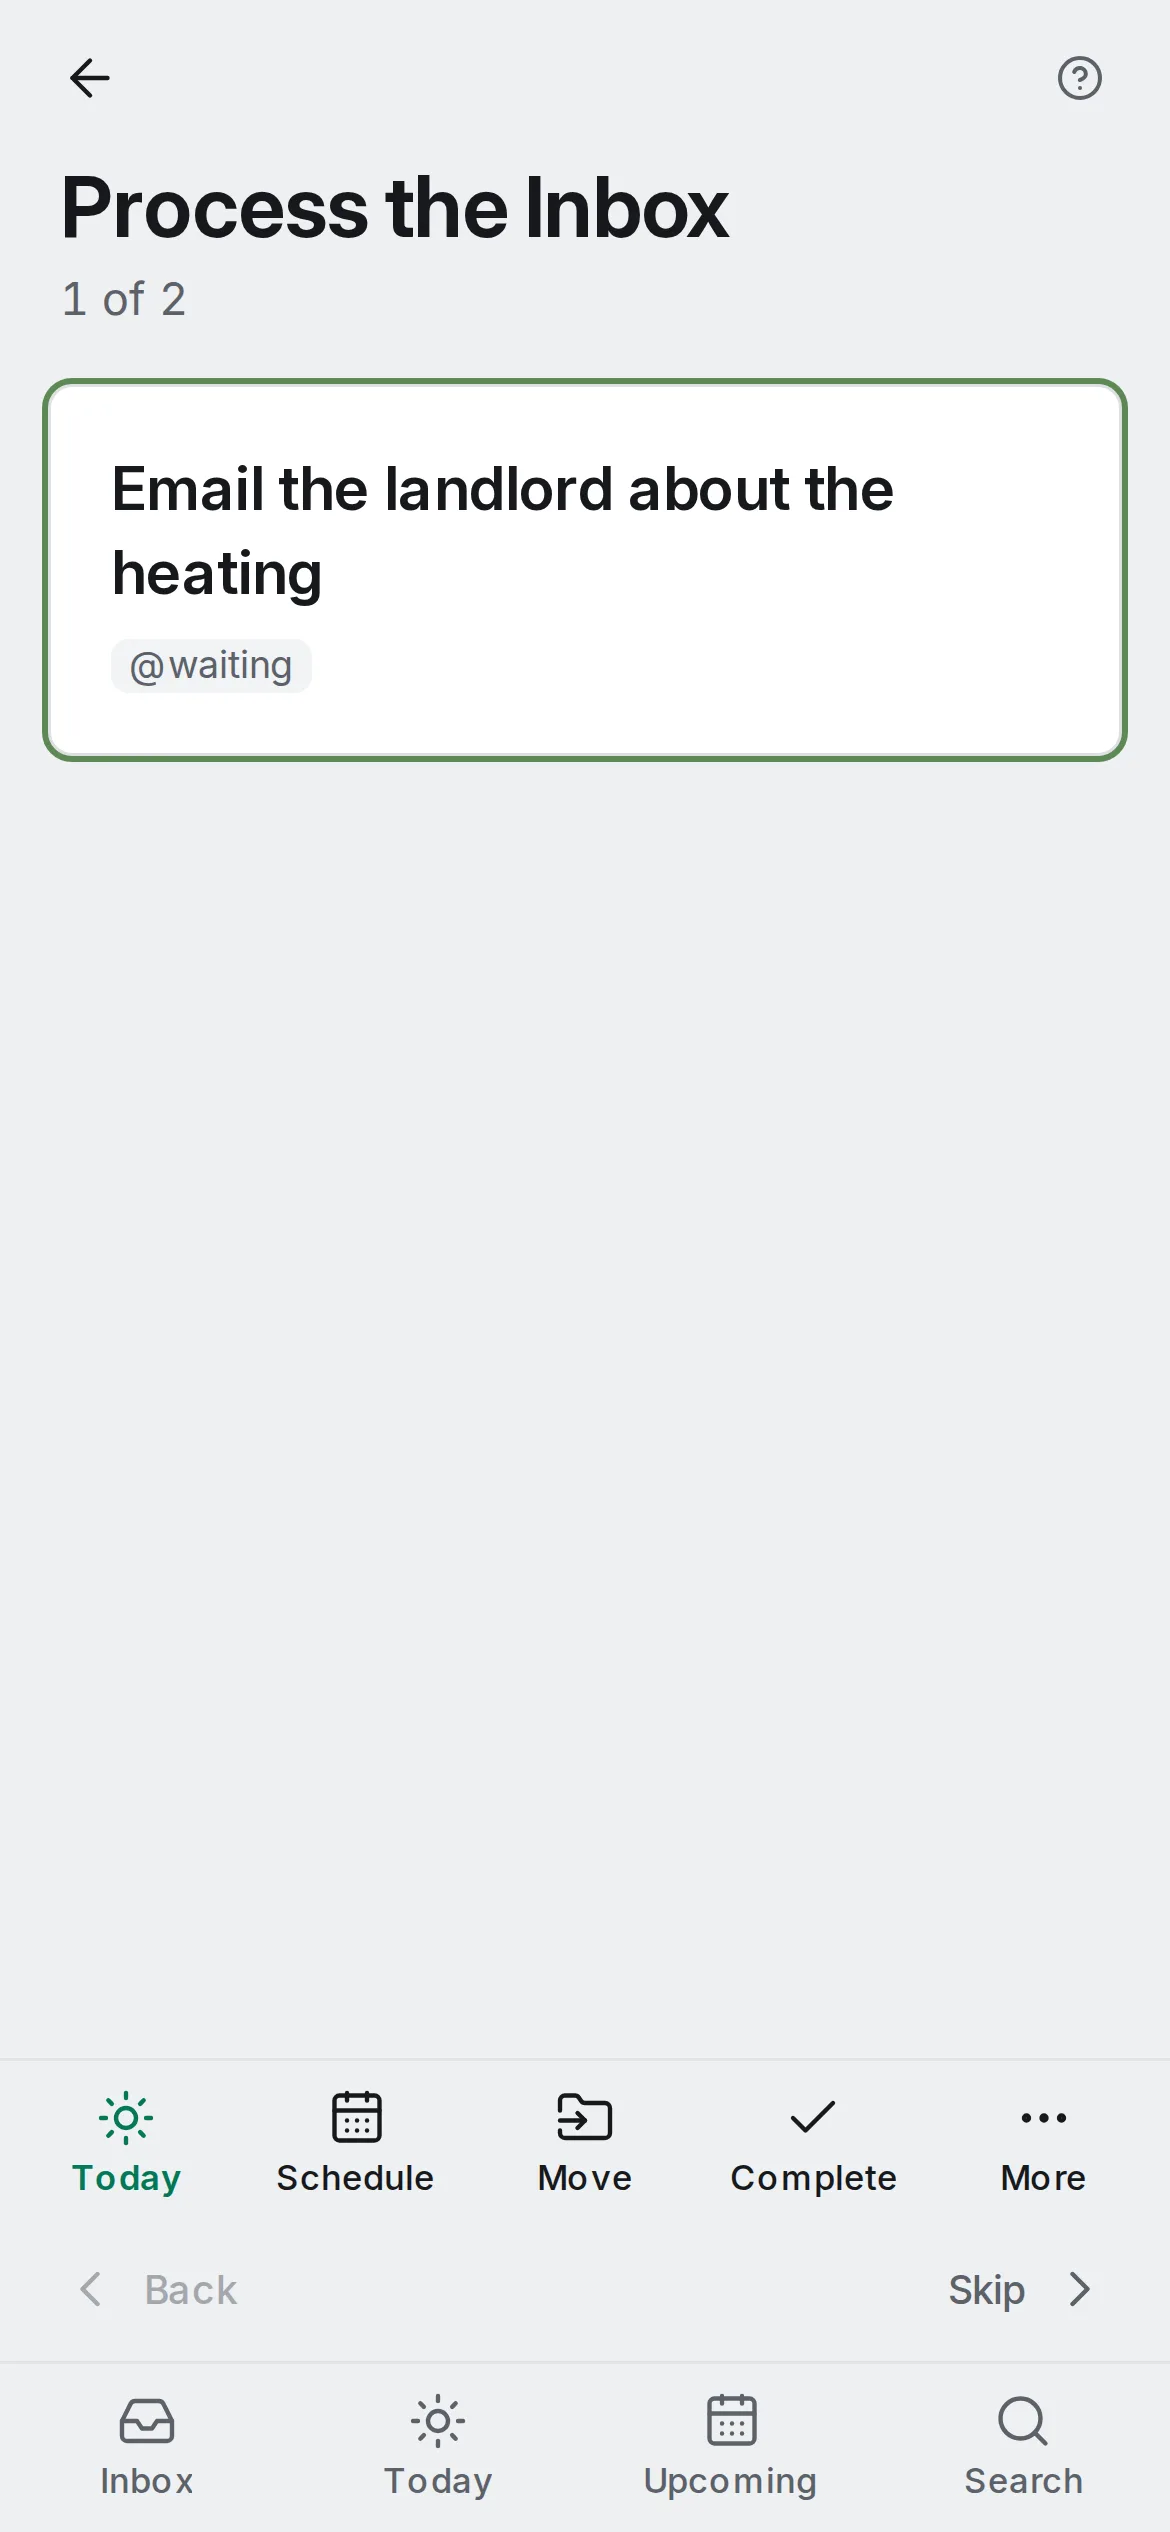 Process the Inbox
1 of 2
Email the landlord about the
heating
@waiting
Today Schedule Move Complete More
Back Skip
Inbox Today Upcoming Search